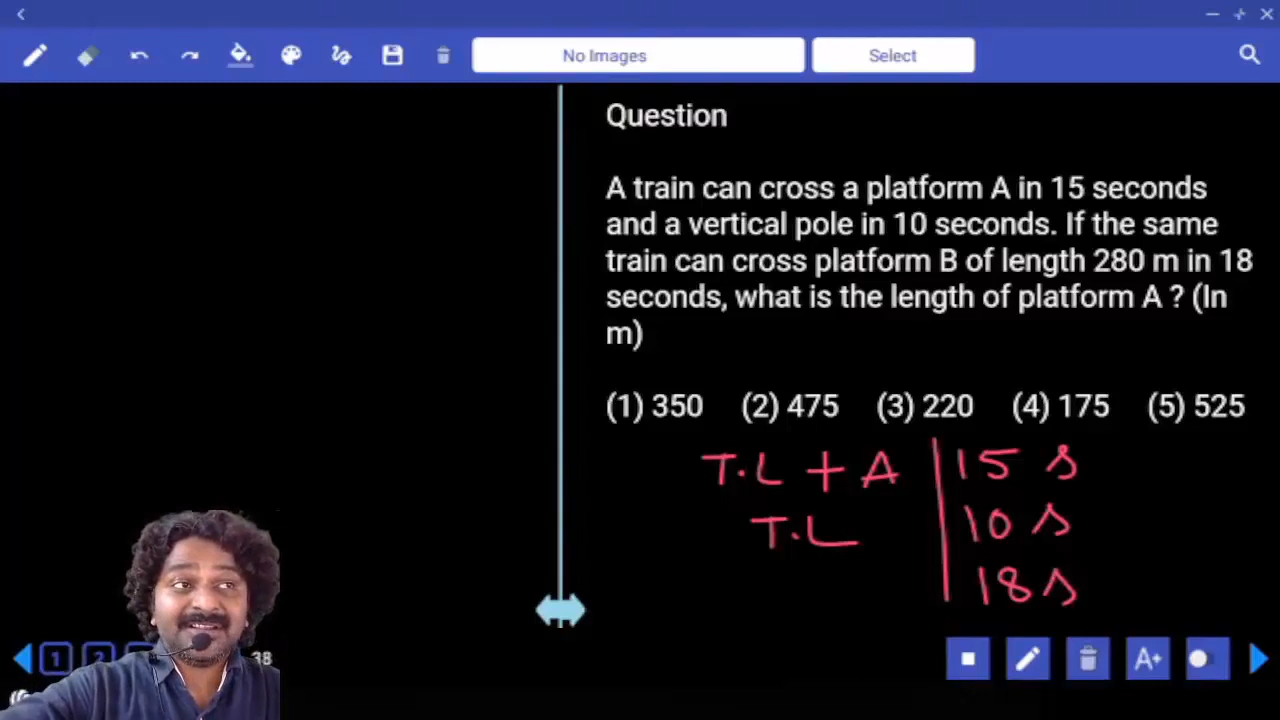 No Images Select
Question
A train can cross a platform A in 15 seconds
and a vertical pole in 10 seconds. If the same
train can cross platform B of length 280 m in 18
seconds, what is the length of platform A ? (In
m)
(1) 350 (2) 475 (3) 220 (4) 175 (5) 525
T.L + A 15 s
T.L 10 s
18 s
1 2 38
A+